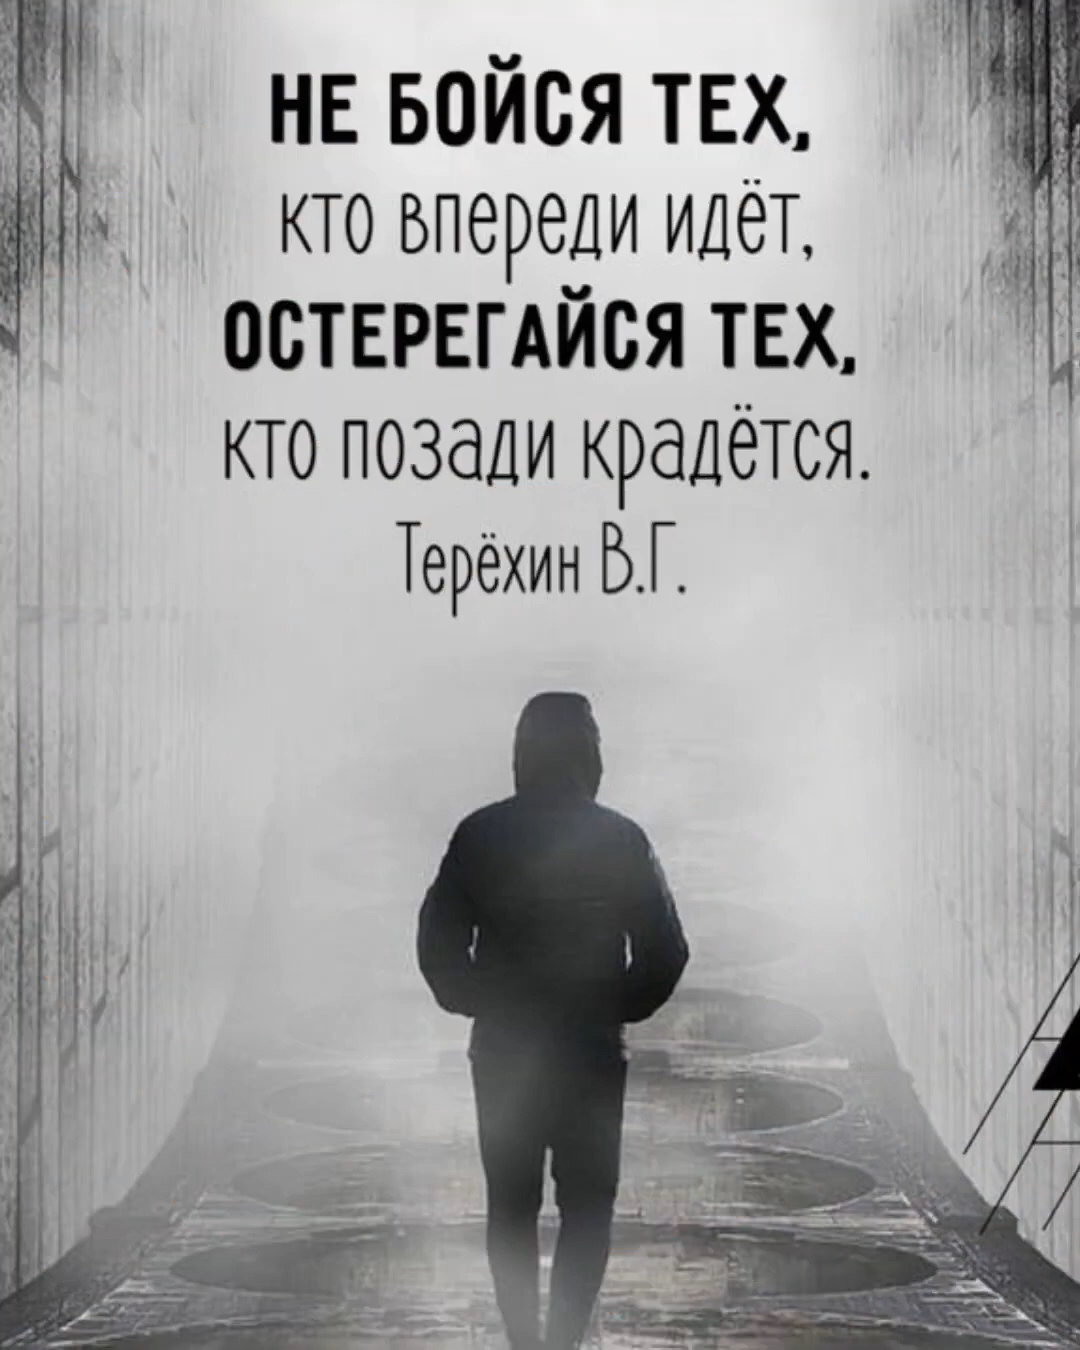 НЕ БОЙСЯ ТЕХ,
кто впереди идёт,
ОСТЕРЕГАЙСЯ ТЕХ,
кто позади крадётся.
Терёхин В.Г.